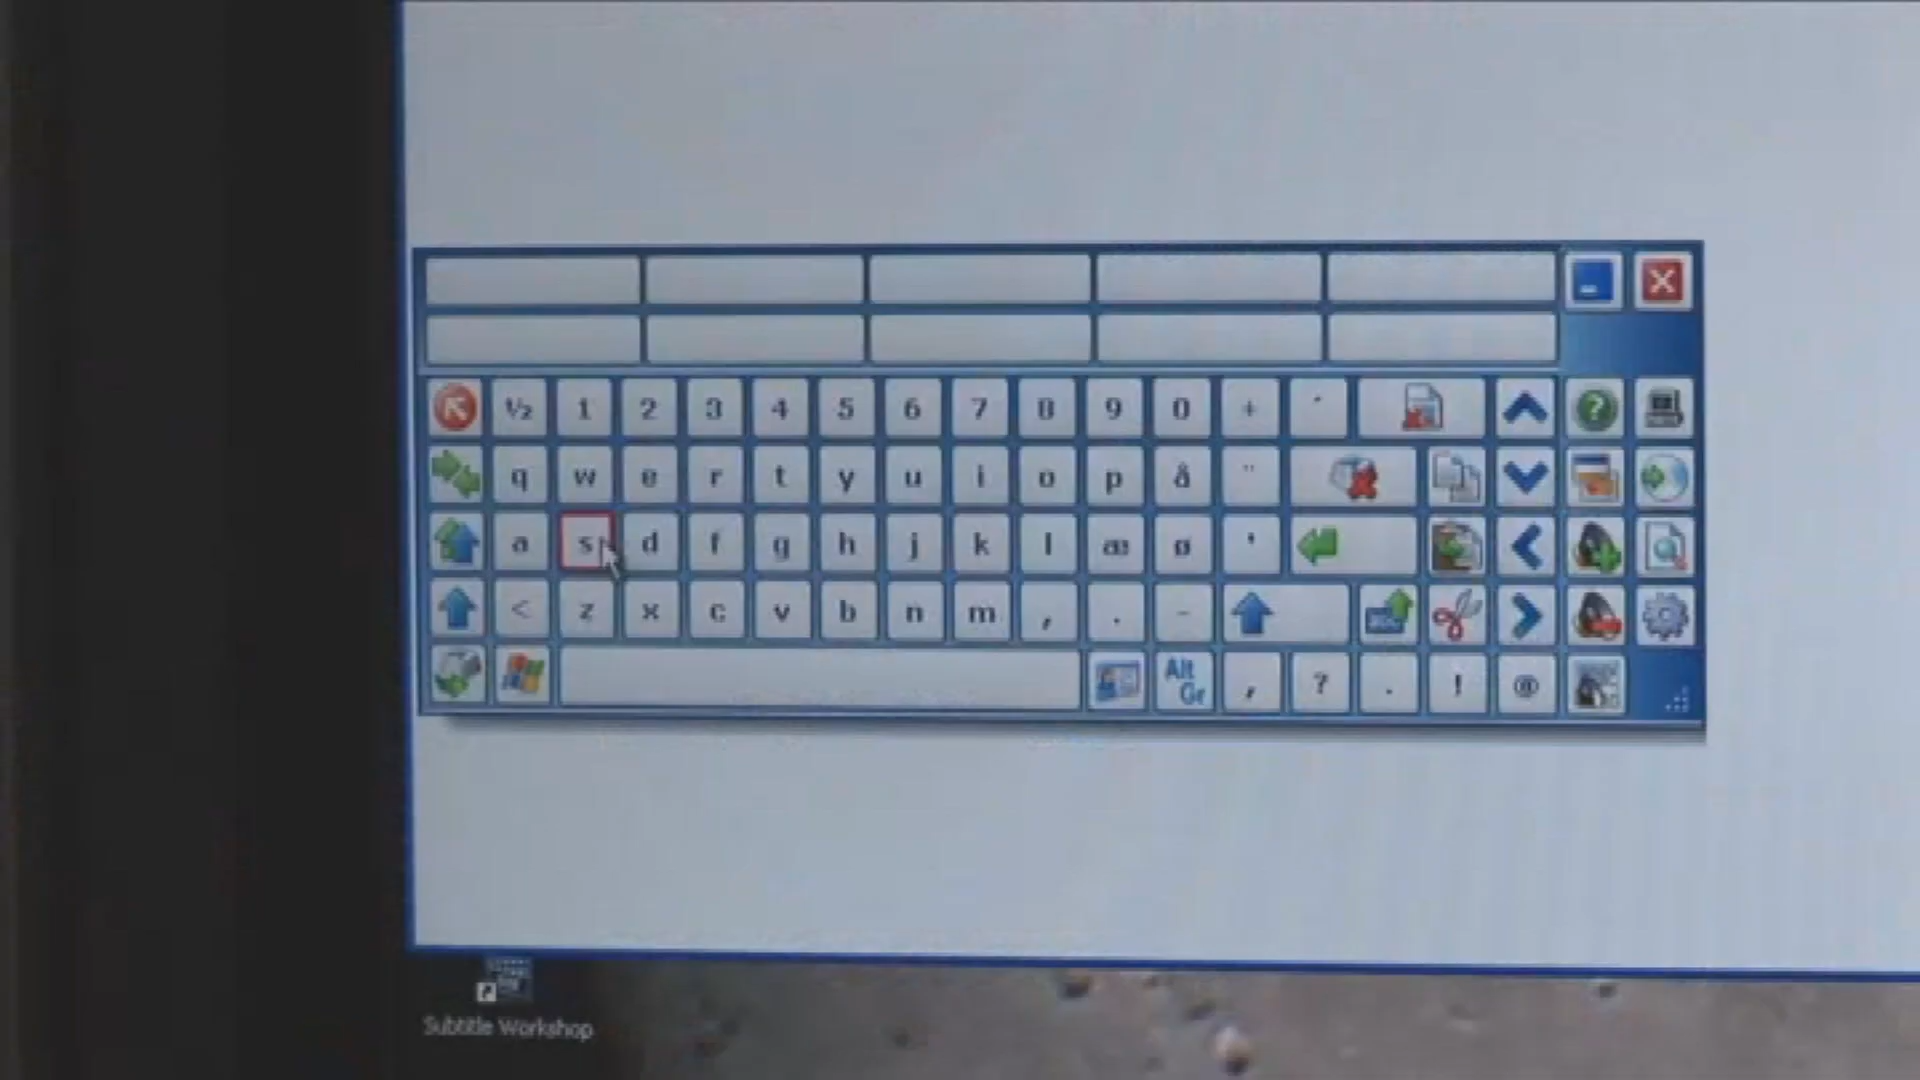 ½ 1 2 3 4 5 6 7 8 9 0 + ´
q w e r t y u i o p å ¨
a s d f g h j k l æ ø '
< z x c v b n m , . -
Alt Gr , ? . ! @
Subtitle Workshop